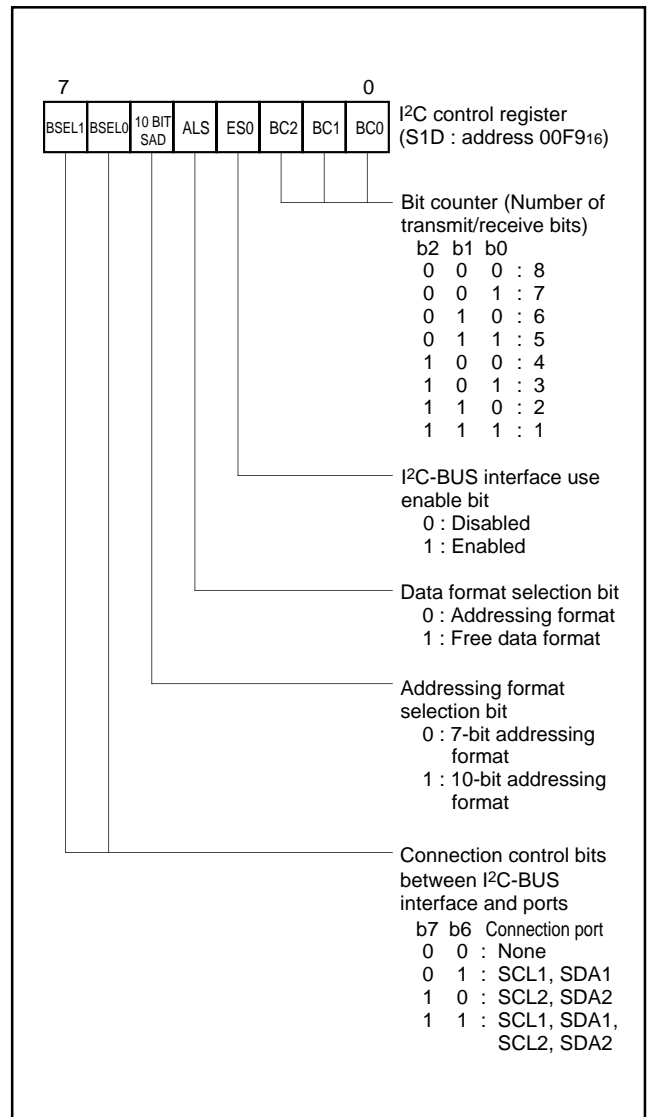 7 0
BSEL1 BSEL0 10 BIT SAD ALS ES0 BC2 BC1 BC0
I2C control register
(S1D : address 00F916)
Bit counter (Number of
transmit/receive bits)
b2 b1 b0
0 0 0 : 8
0 0 1 : 7
0 1 0 : 6
0 1 1 : 5
1 0 0 : 4
1 0 1 : 3
1 1 0 : 2
1 1 1 : 1
I2C-BUS interface use
enable bit
0 : Disabled
1 : Enabled
Data format selection bit
0 : Addressing format
1 : Free data format
Addressing format
selection bit
0 : 7-bit addressing
format
1 : 10-bit addressing
format
Connection control bits
between I2C-BUS
interface and ports
b7 b6 Connection port
0 0 : None
0 1 : SCL1, SDA1
1 0 : SCL2, SDA2
1 1 : SCL1, SDA1,
SCL2, SDA2